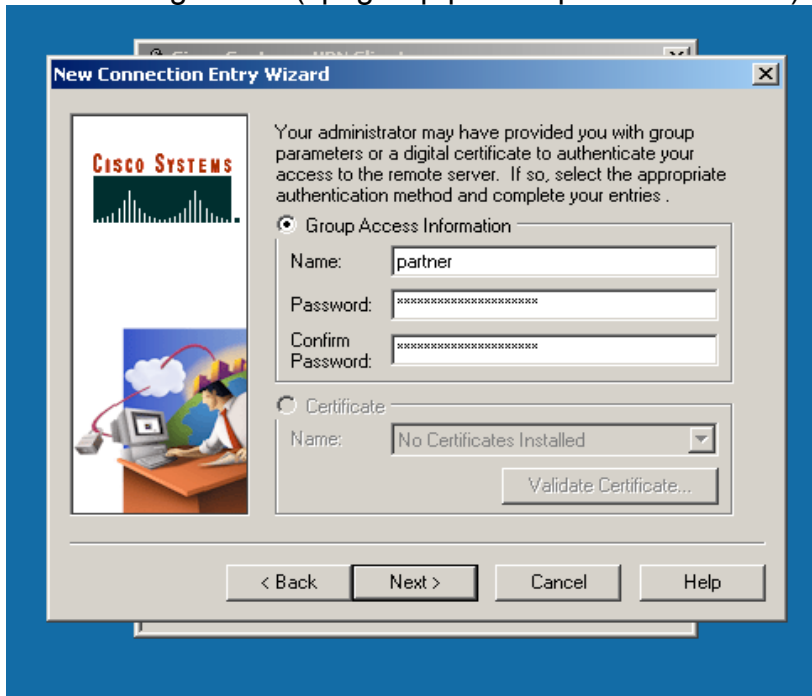 New Connection Entry Wizard
CISCO SYSTEMS
Your administrator may have provided you with group
parameters or a digital certificate to authenticate your
access to the remote server. If so, select the appropriate
authentication method and complete your entries .
Group Access Information
Name: partner
Password: *********************
Confirm
Password: *********************
Certificate
Name: No Certificates Installed
Validate Certificate...
< Back Next > Cancel Help